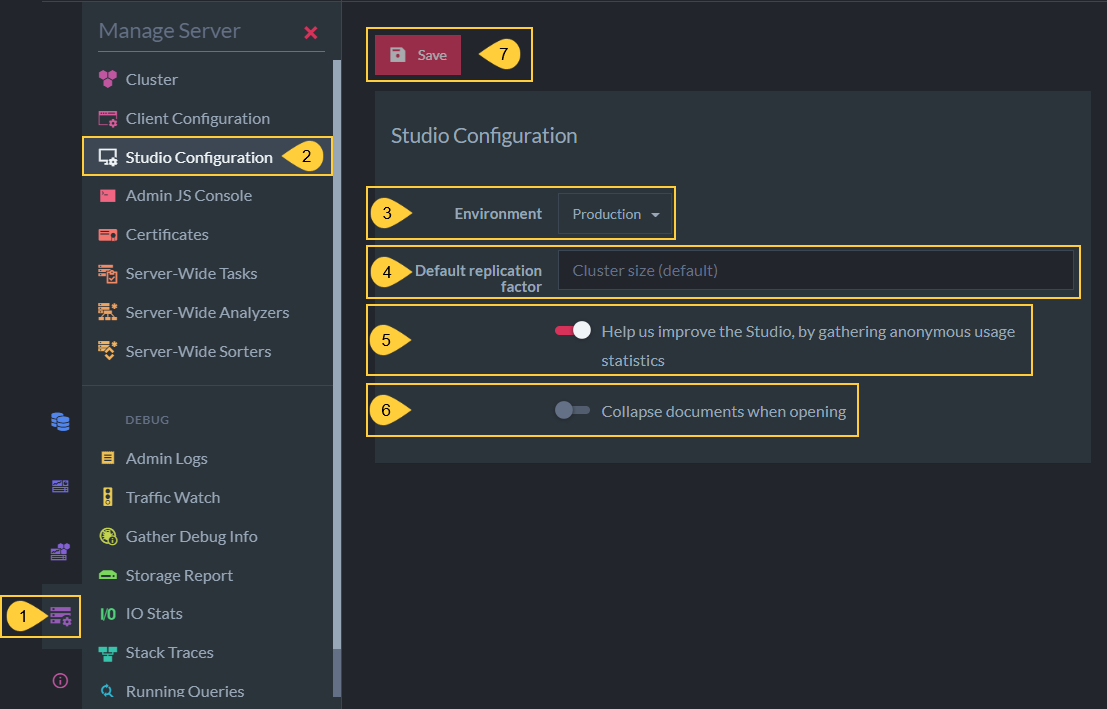 Manage Server
Cluster
Client Configuration
Studio Configuration
2
Admin JS Console
Certificates
Server-Wide Tasks
Server-Wide Analyzers
Server-Wide Sorters
DEBUG
Admin Logs
Traffic Watch
Gather Debug Info
Storage Report
I/O IO Stats
1
Stack Traces
Running Queries
Save
7
Studio Configuration
3
Environment
Production
4
Default replication
factor
Cluster size (default)
5
Help us improve the Studio, by gathering anonymous usage
statistics
6
Collapse documents when opening